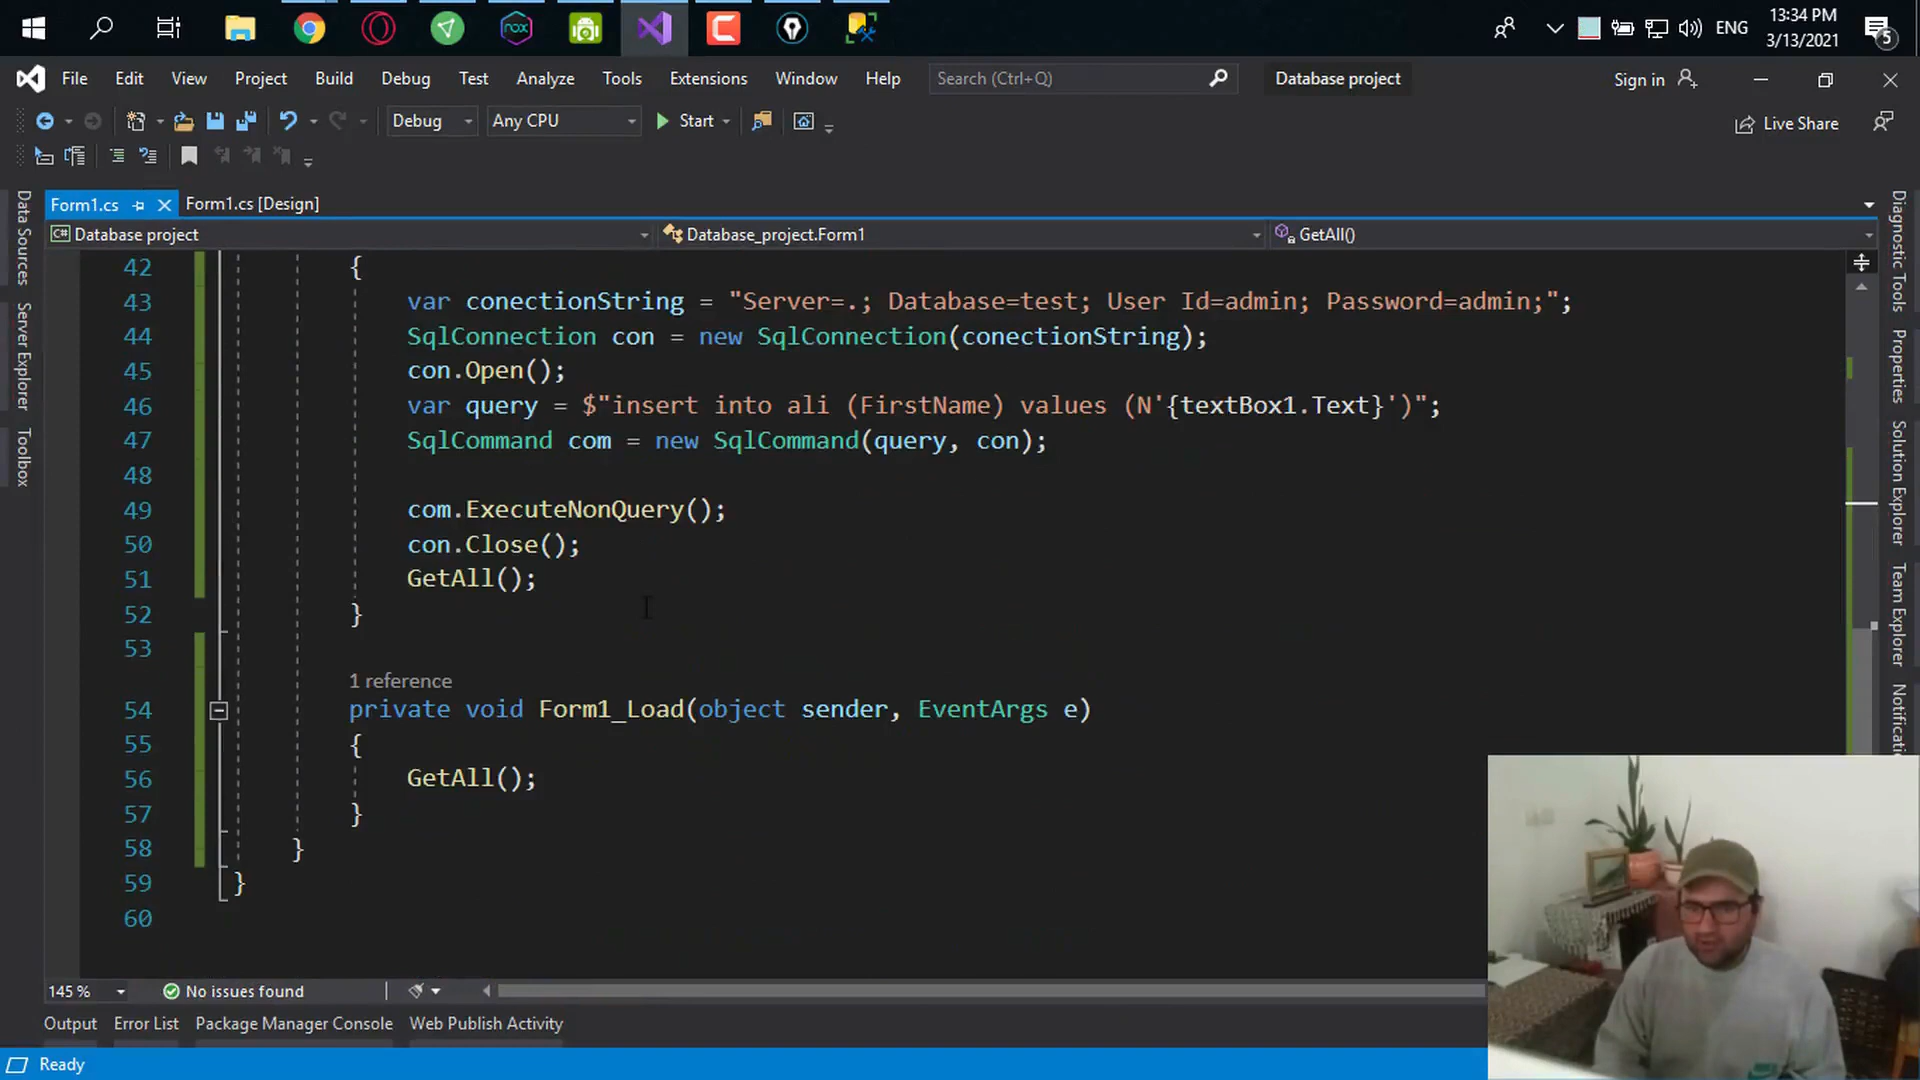 13:34 PM
ENG
3/13/2021
5
nox
File Edit View Project Build Debug Test Analyze Tools Extensions Window Help Search (Ctrl+Q) Database project Sign in
Debug Any CPU Start Live Share
Form1.cs Form1.cs [Design]
C# Database project Database_project.Form1 GetAll()
Data Sources
Server Explorer
Toolbox
42 {
43 var conectionString = "Server=.; Database=test; User Id=admin; Password=admin;";
44 SqlConnection con = new SqlConnection(conectionString);
45 con.Open();
46 var query = $"insert into ali (FirstName) values (N'{textBox1.Text}')";
47 SqlCommand com = new SqlCommand(query, con);
48
49 com.ExecuteNonQuery();
50 con.Close();
51 GetAll();
52 }
53
1 reference
54 private void Form1_Load(object sender, EventArgs e)
55 {
56 GetAll();
57 }
58 }
59 }
60
Diagnostic Tools
Properties
Solution Explorer
Team Explorer
Notificatio
145 % No issues found
Output Error List Package Manager Console Web Publish Activity
Ready